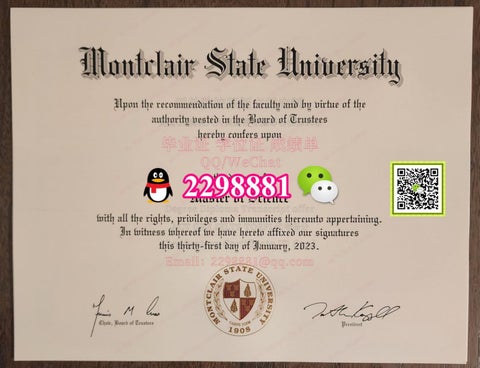 Montclair State University
Upon the recommendation of the faculty and by virtue of the
authority vested in the Board of Trustees
hereby confers upon
毕业证 学位证 成绩单
QQ/WeChat
2298881
Master of Science
with all the rights, privileges and immunities thereunto appertaining.
In witness whereof we have hereto affixed our signatures
this thirty-first day of January, 2023.
Email: 2298881@qq.com
MONTCLAIR STATE UNIVERSITY
1908
Chair, Board of Trustees
President